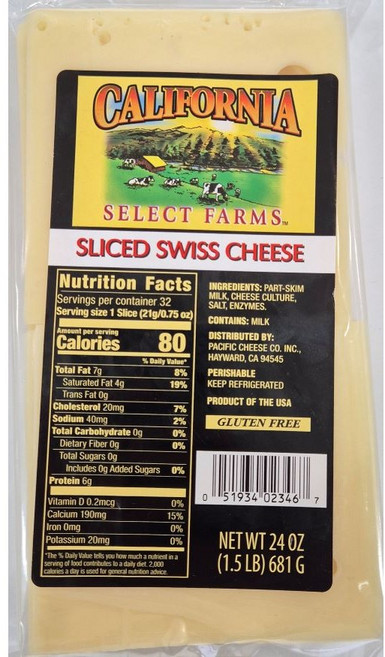 CALIFORNIA
SELECT FARMS™
SLICED SWISS CHEESE
Nutrition Facts
Servings per container 32
Serving size 1 Slice (21g/0.75 oz)
Amount per serving
Calories 80
% Daily Value*
Total Fat 7g 8%
Saturated Fat 4g 19%
Trans Fat 0g
Cholesterol 20mg 7%
Sodium 40mg 2%
Total Carbohydrate 0g 0%
Dietary Fiber 0g 0%
Total Sugars 0g
Includes 0g Added Sugars 0%
Protein 6g
Vitamin D 0.2mcg 0%
Calcium 190mg 15%
Iron 0mg 0%
Potassium 20mg 0%
*The % Daily Value tells you how much a nutrient in a
serving of food contributes to a daily diet. 2,000
calories a day is used for general nutrition advice.
INGREDIENTS: PART-SKIM
MILK, CHEESE CULTURE,
SALT, ENZYMES.
CONTAINS: MILK
DISTRIBUTED BY:
PACIFIC CHEESE CO. INC.,
HAYWARD, CA 94545
PERISHABLE
KEEP REFRIGERATED
PRODUCT OF THE USA
GLUTEN FREE
0 51934 02346 7
NET WT 24 OZ
(1.5 LB) 681 G